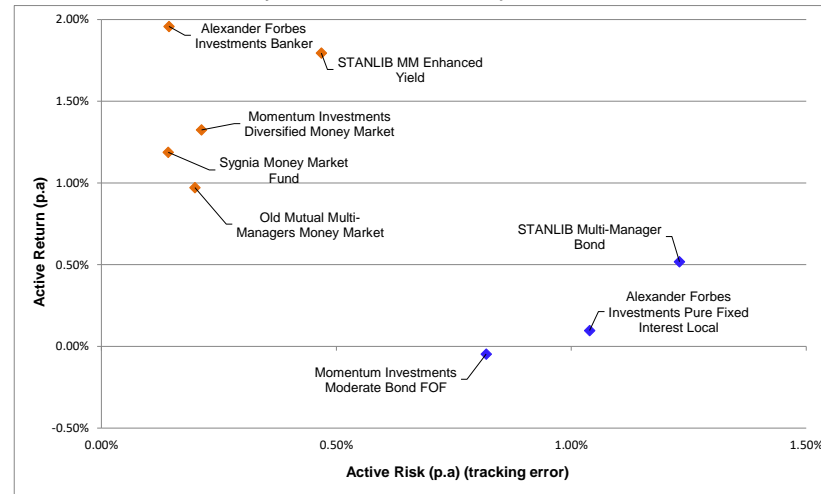 2.00%
Alexander Forbes
Investments Banker
STANLIB MM Enhanced
Yield
1.50%
Momentum Investments
Diversified Money Market
Sygnia Money Market
Fund
1.00%
Old Mutual Multi-
Managers Money Market
STANLIB Multi-Manager
Bond
0.50%
Alexander Forbes
Investments Pure Fixed
Interest Local
0.00%
Momentum Investments
Moderate Bond FOF
-0.50%
0.00%
0.50%
1.00%
1.50%
Active Return (p.a)
Active Risk (p.a) (tracking error)